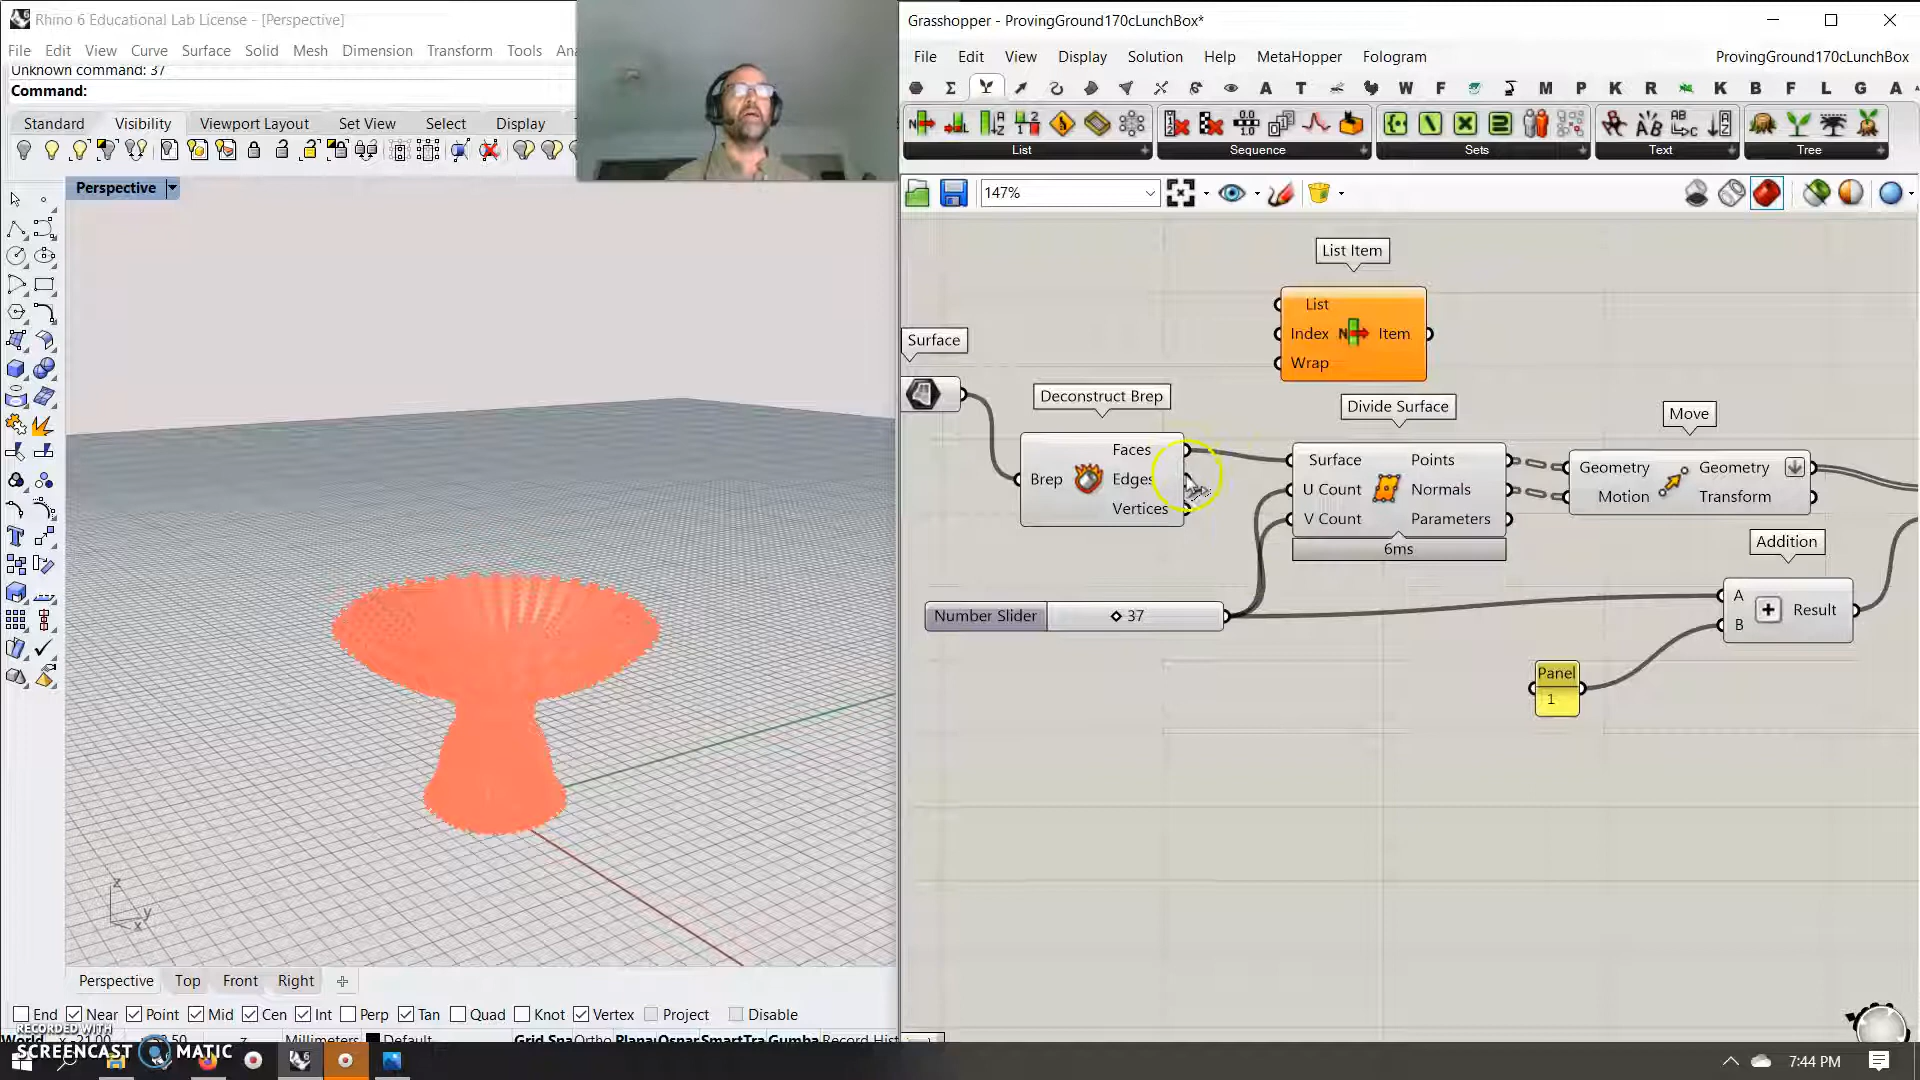 Rhino 6 Educational Lab License - [Perspective]
File Edit View Curve Surface Solid Mesh Dimension Transform Tools
Unknown command: 37
Command:
Standard Visibility Viewport Layout Set View Select Display
Perspective
z
y
x
Perspective Top Front Right
End Near Point Mid Cen Int Perp Tan Quad Knot Vertex Project Disable
RECORDED WITH
SCREENCAST MATIC
Grasshopper - ProvingGround170cLunchBox*
File Edit View Display Solution Help MetaHopper Fologram ProvingGround170cLunchBox
A T W F M P K R K B F L G A
List Sequence Sets Text Tree
147%
List Item
List
Index Item
Wrap
Surface
Deconstruct Brep
Faces
Brep Edges
Vertices
Divide Surface
Surface Points
U Count Normals
V Count Parameters
6ms
Move
Geometry Geometry
Motion Transform
Addition
A
B
Result
Number Slider 37
Panel
1
7:44 PM